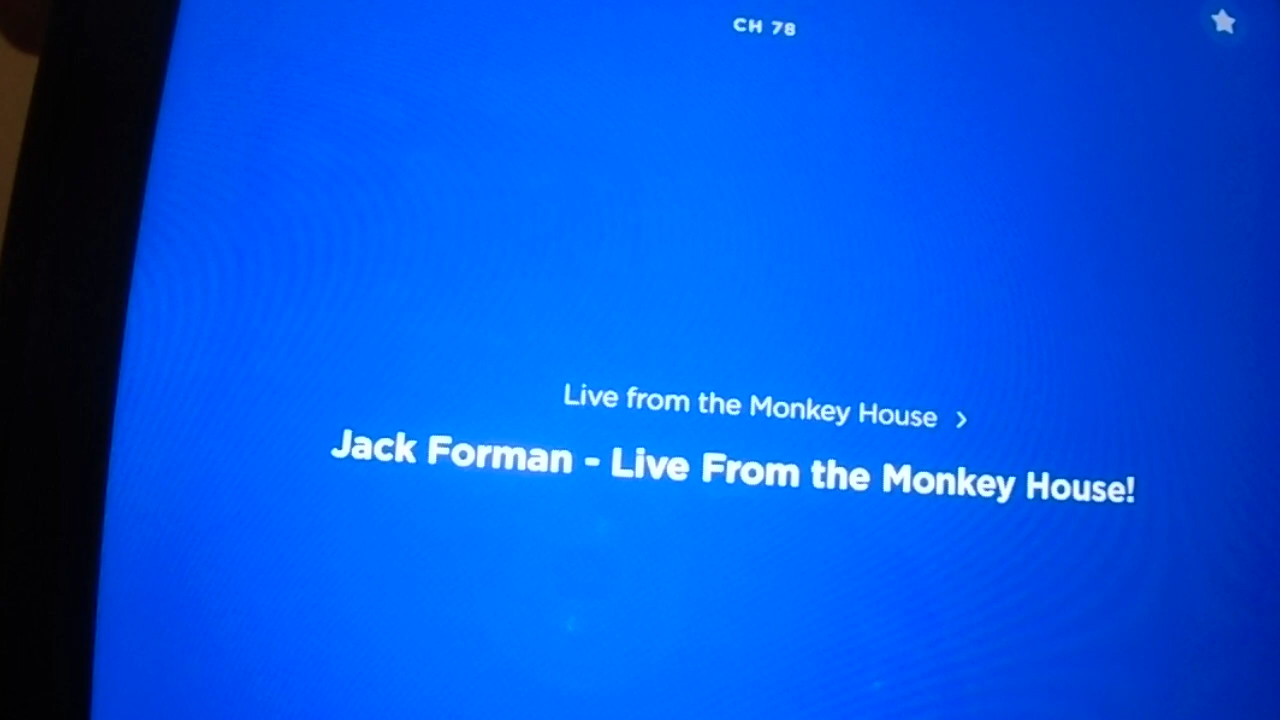 CH 78
Live from the Monkey House >
Jack Forman - Live From the Monkey House!